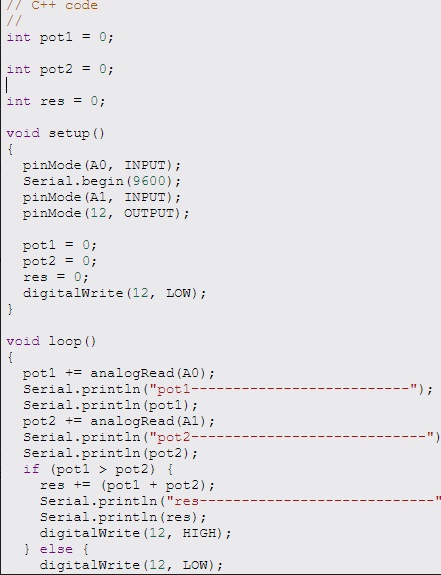 // C++ code
//
int pot1 = 0;
int pot2 = 0;
int res = 0;
void setup()
{
  pinMode(A0, INPUT);
  Serial.begin(9600);
  pinMode(A1, INPUT);
  pinMode(12, OUTPUT);
  pot1 = 0;
  pot2 = 0;
  res = 0;
  digitalWrite(12, LOW);
}
void loop()
{
  pot1 += analogRead(A0);
  Serial.println("pot1--------------------------");
  Serial.println(pot1);
  pot2 += analogRead(A1);
  Serial.println("pot2----------------------------")
  Serial.println(pot2);
  if (pot1 > pot2) {
    res += (pot1 + pot2);
    Serial.println("res----------------------------"
    Serial.println(res);
    digitalWrite(12, HIGH);
  } else {
    digitalWrite(12, LOW);